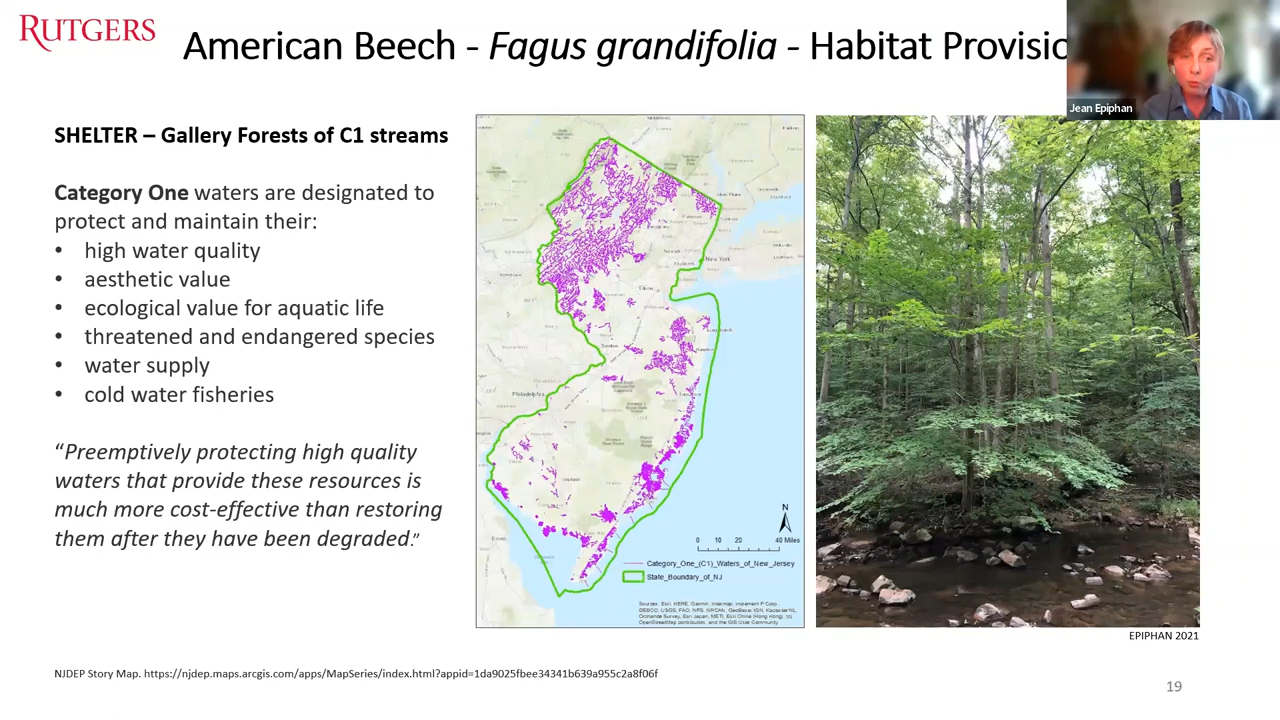 RUTGERS
American Beech - Fagus grandifolia - Habitat Provisio
Jean Epiphan
SHELTER – Gallery Forests of C1 streams
Category One waters are designated to
protect and maintain their:
• high water quality
• aesthetic value
• ecological value for aquatic life
• threatened and endangered species
• water supply
• cold water fisheries
“Preemptively protecting high quality
waters that provide these resources is
much more cost-effective than restoring
them after they have been degraded.”
New York
Philadelphia
N
0 10 20 40 Miles
Category_One_(C1)_Waters_of_New_Jersey
State_Boundary_of_NJ
EPIPHAN 2021
NJDEP Story Map. https://njdep.maps.arcgis.com/apps/MapSeries/index.html?appid=1da9025fbee34341b639a955c2a8f06f
19